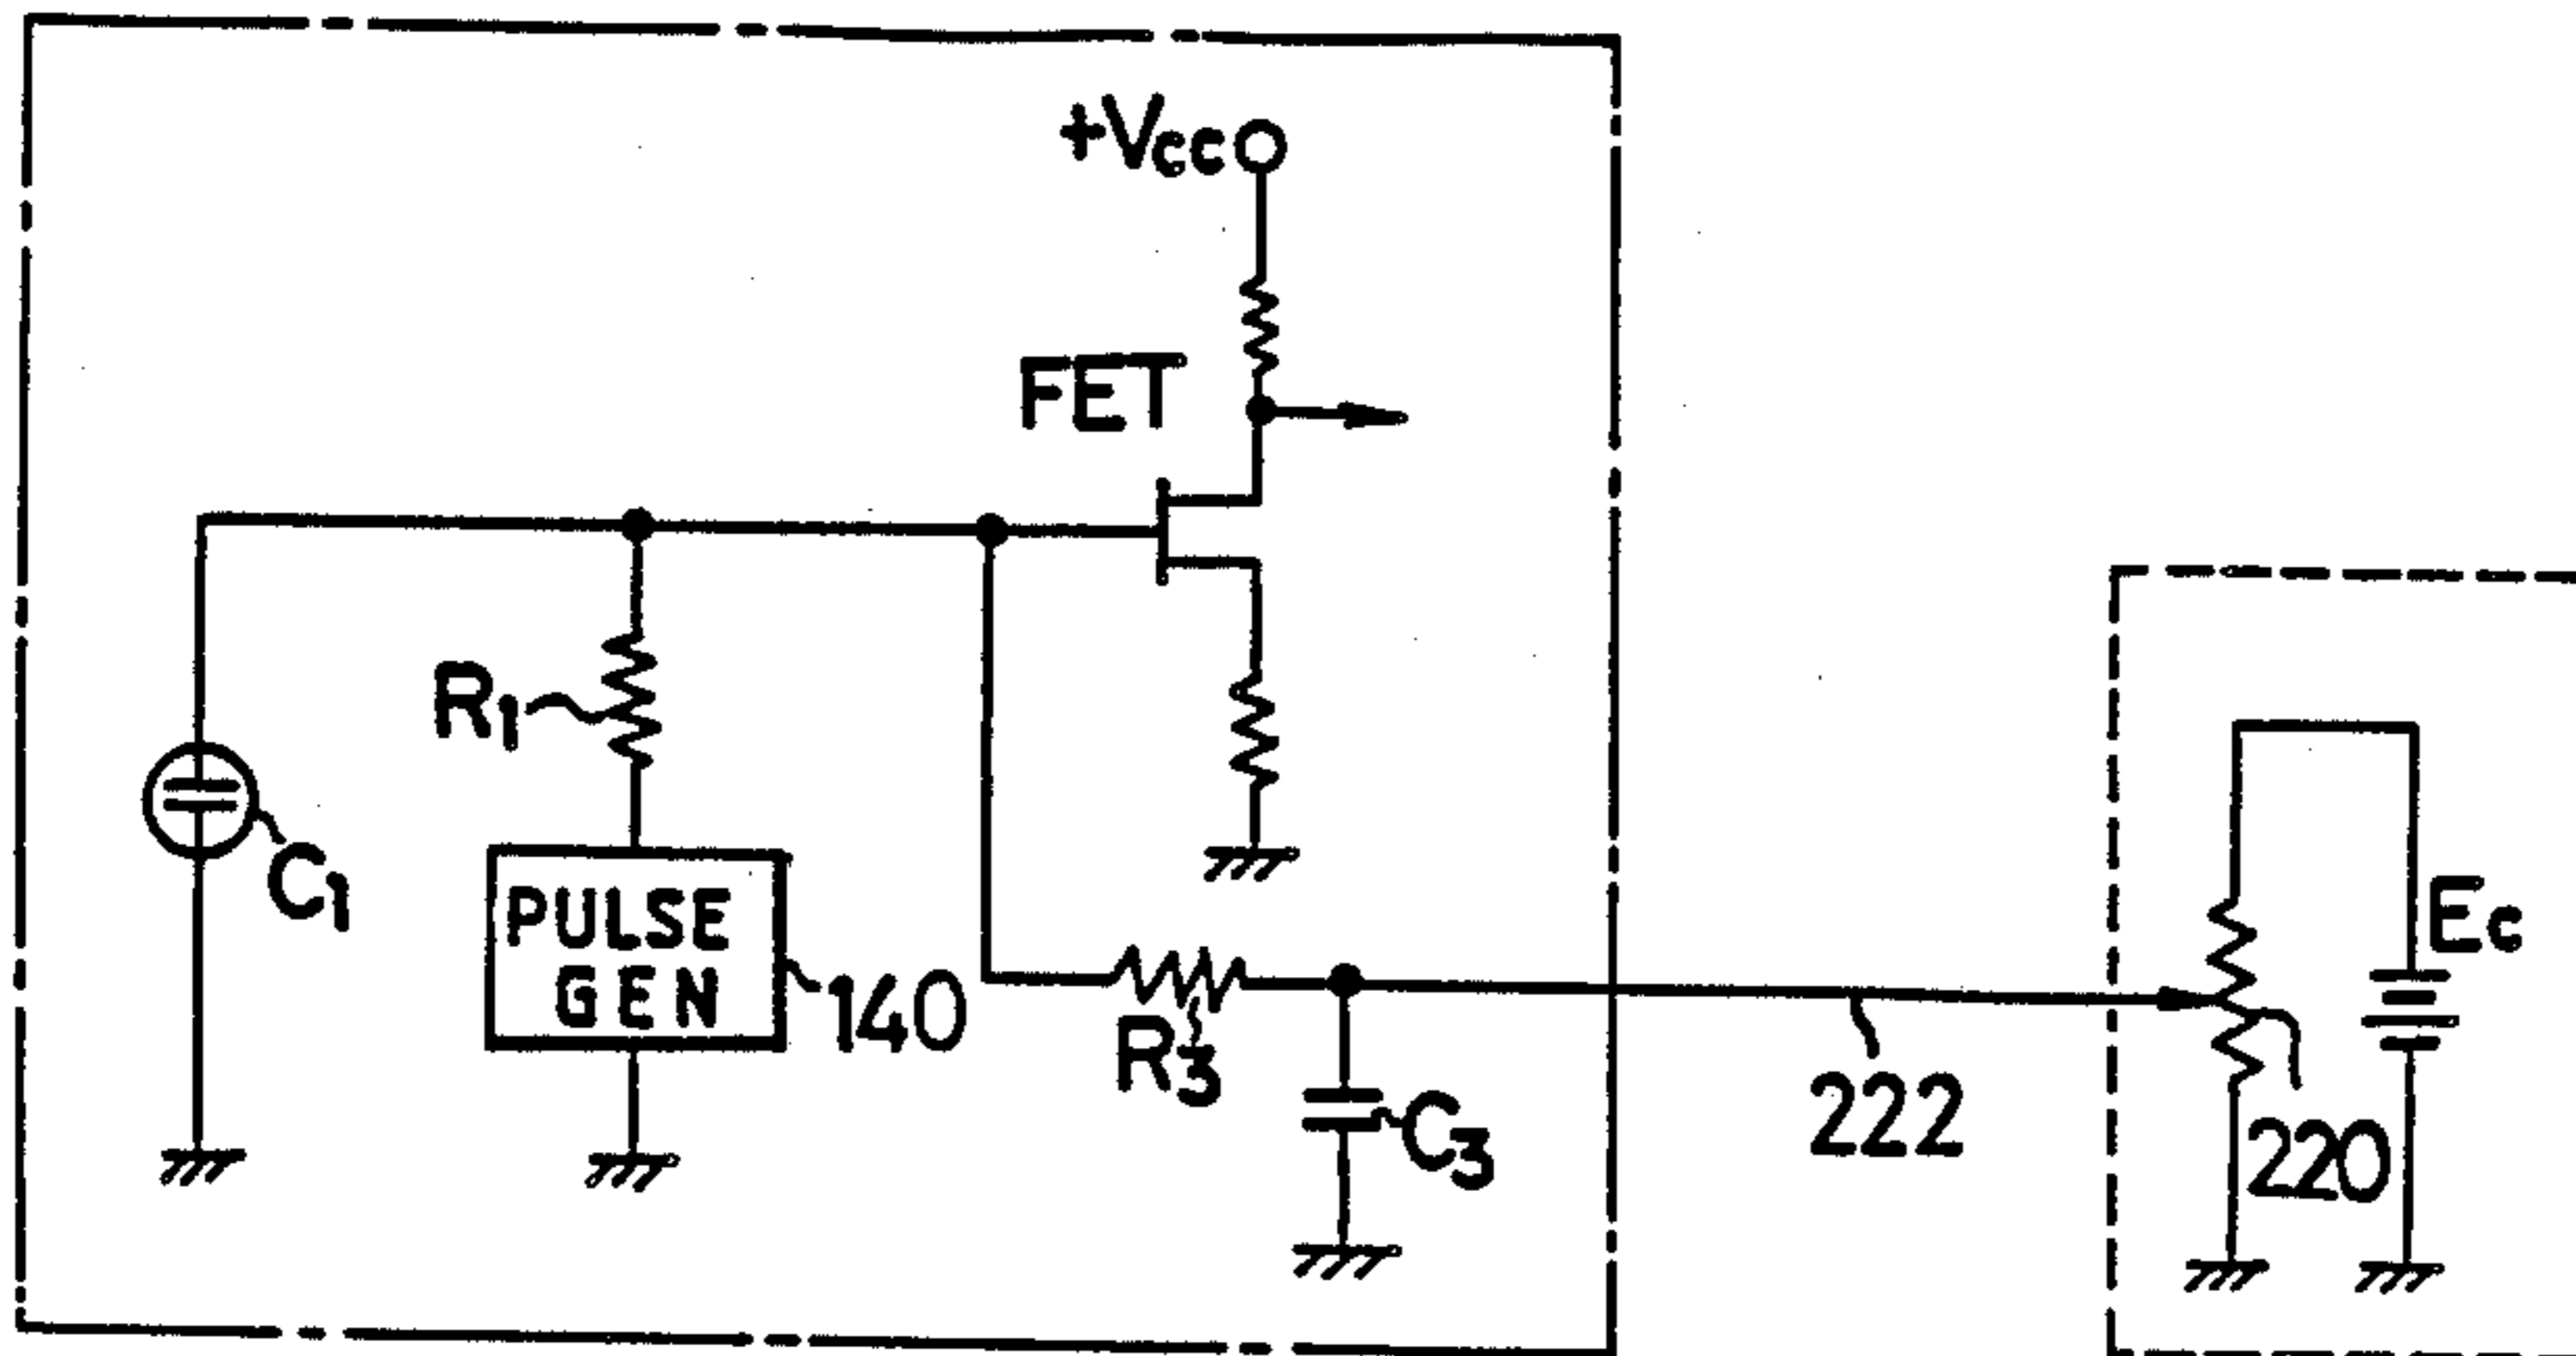 +Vcc
FET
R1
C1
PULSE
GEN
140
R3
C3
222
Ec
220